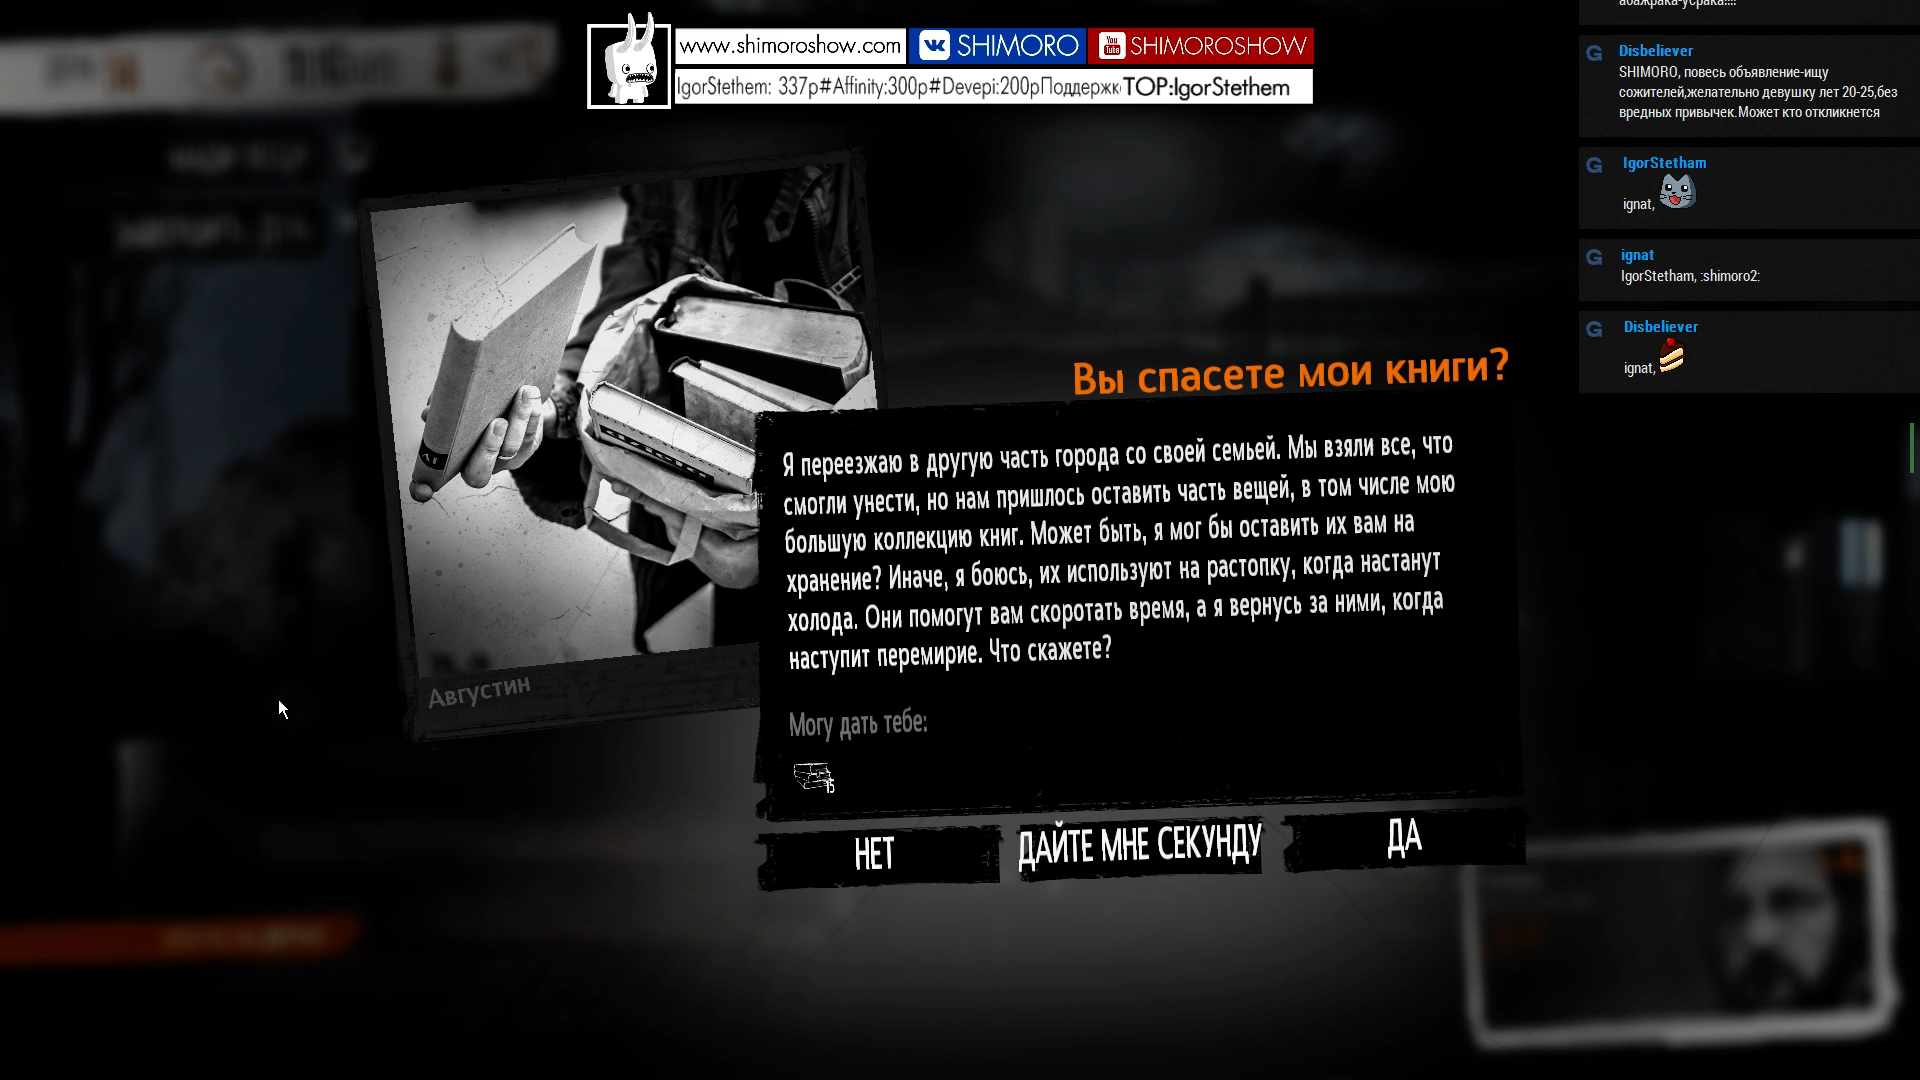 www.shimoroshow.com
SHIMORO
You Tube
SHIMOROSHOW
IgorStethem: 337р#Affinity:300р#Devepi:200рПоддержк
TOP:IgorStethem
абажрака-усрака!!!!
Disbeliever
SHIMORO, повесь объявление-ищу
сожителей,желательно девушку лет 20-25,без
вредных привычек.Может кто откликнется
IgorStetham
ignat,
ignat
IgorStetham, :shimoro2:
Disbeliever
ignat,
Вы спасете мои книги?
Я переезжаю в другую часть города со своей семьей. Мы взяли все, что
смогли унести, но нам пришлось оставить часть вещей, в том числе мою
большую коллекцию книг. Может быть, я мог бы оставить их вам на
хранение? Иначе, я боюсь, их используют на растопку, когда настанут
холода. Они помогут вам скоротать время, а я вернусь за ними, когда
наступит перемирие. Что скажете?
Августин
Могу дать тебе:
15
НЕТ
ДАЙТЕ МНЕ СЕКУНДУ
ДА